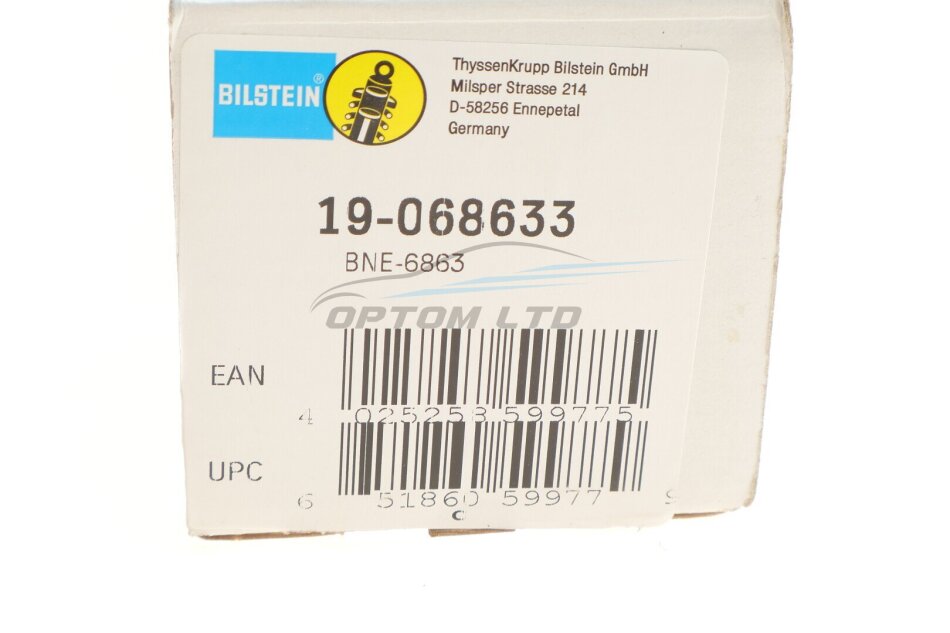 BILSTEIN®
ThyssenKrupp Bilstein GmbH
Milsper Strasse 214
D-58256 Ennepetal
Germany
19-068633
BNE-6863
OPTOM LTD
EAN
4 025258 599775
UPC
6 51860 59977 9
C